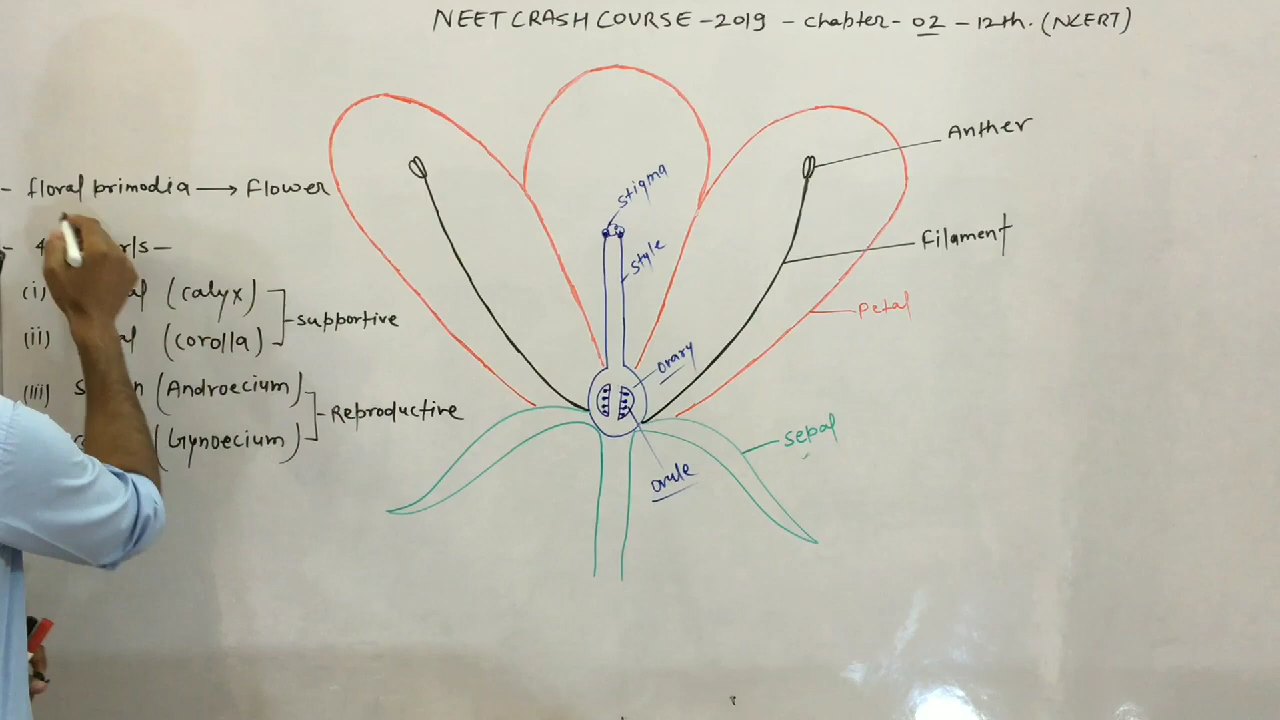 NEET CRASH COURSE - 2019 - chapter - 02 - 12th. (NCERT)
- floral primodia → Flower
(i) (calyx)
(ii) (corolla)
supportive
(iii) (Androecium)
(Gynoecium)
Reproductive
stigma
style
ovary
ovule
Anther
Filament
petal
sepal